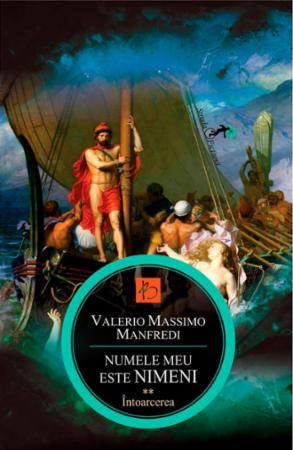 VALERIO MASSIMO
MANFREDI
NUMELE MEU
ESTE NIMENI
**
Întoarcerea